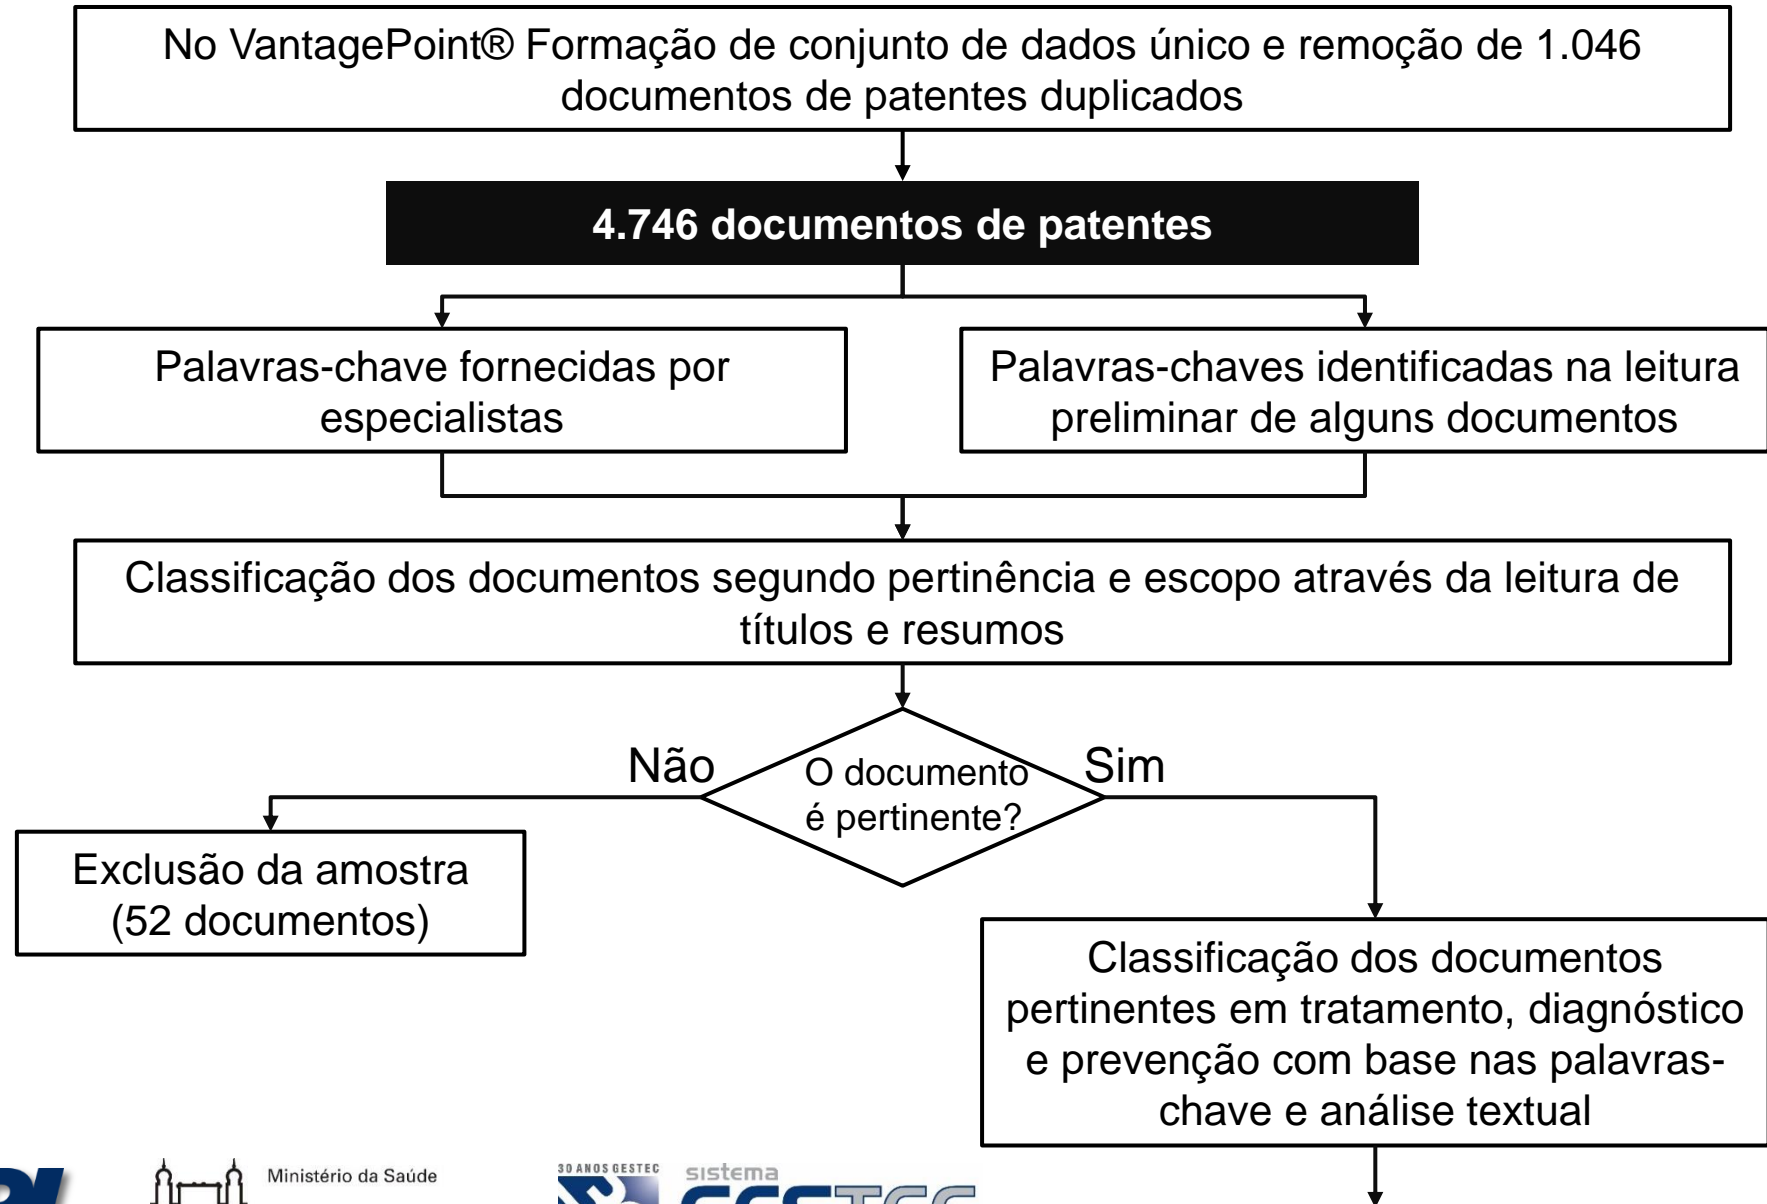 No VantagePoint® Formação de conjunto de dados único e remoção de 1.046
documentos de patentes duplicados
4.746 documentos de patentes
Palavras-chave fornecidas por
especialistas
Palavras-chaves identificadas na leitura
preliminar de alguns documentos
Classificação dos documentos segundo pertinência e escopo através da leitura de
títulos e resumos
Não
O documento
é pertinente?
Sim
Exclusão da amostra
(52 documentos)
Classificação dos documentos
pertinentes em tratamento, diagnóstico
e prevenção com base nas palavras-
chave e análise textual
Ministério da Saúde
30 ANOS GESTEC
sistema
GESTEC